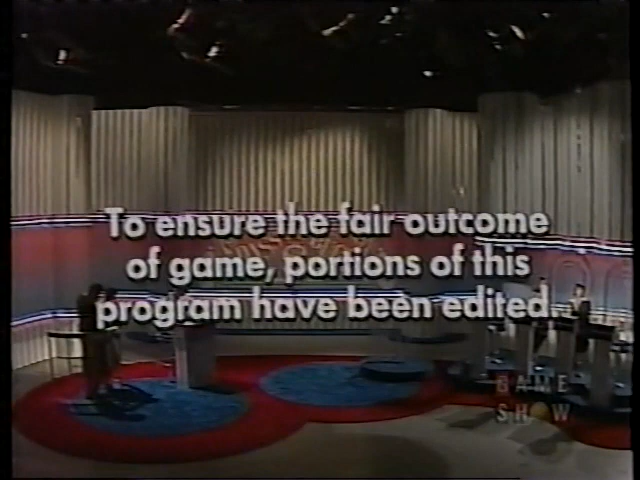 To ensure the fair outcome
of game, portions of this
program have been edited.
GAME
SHOW